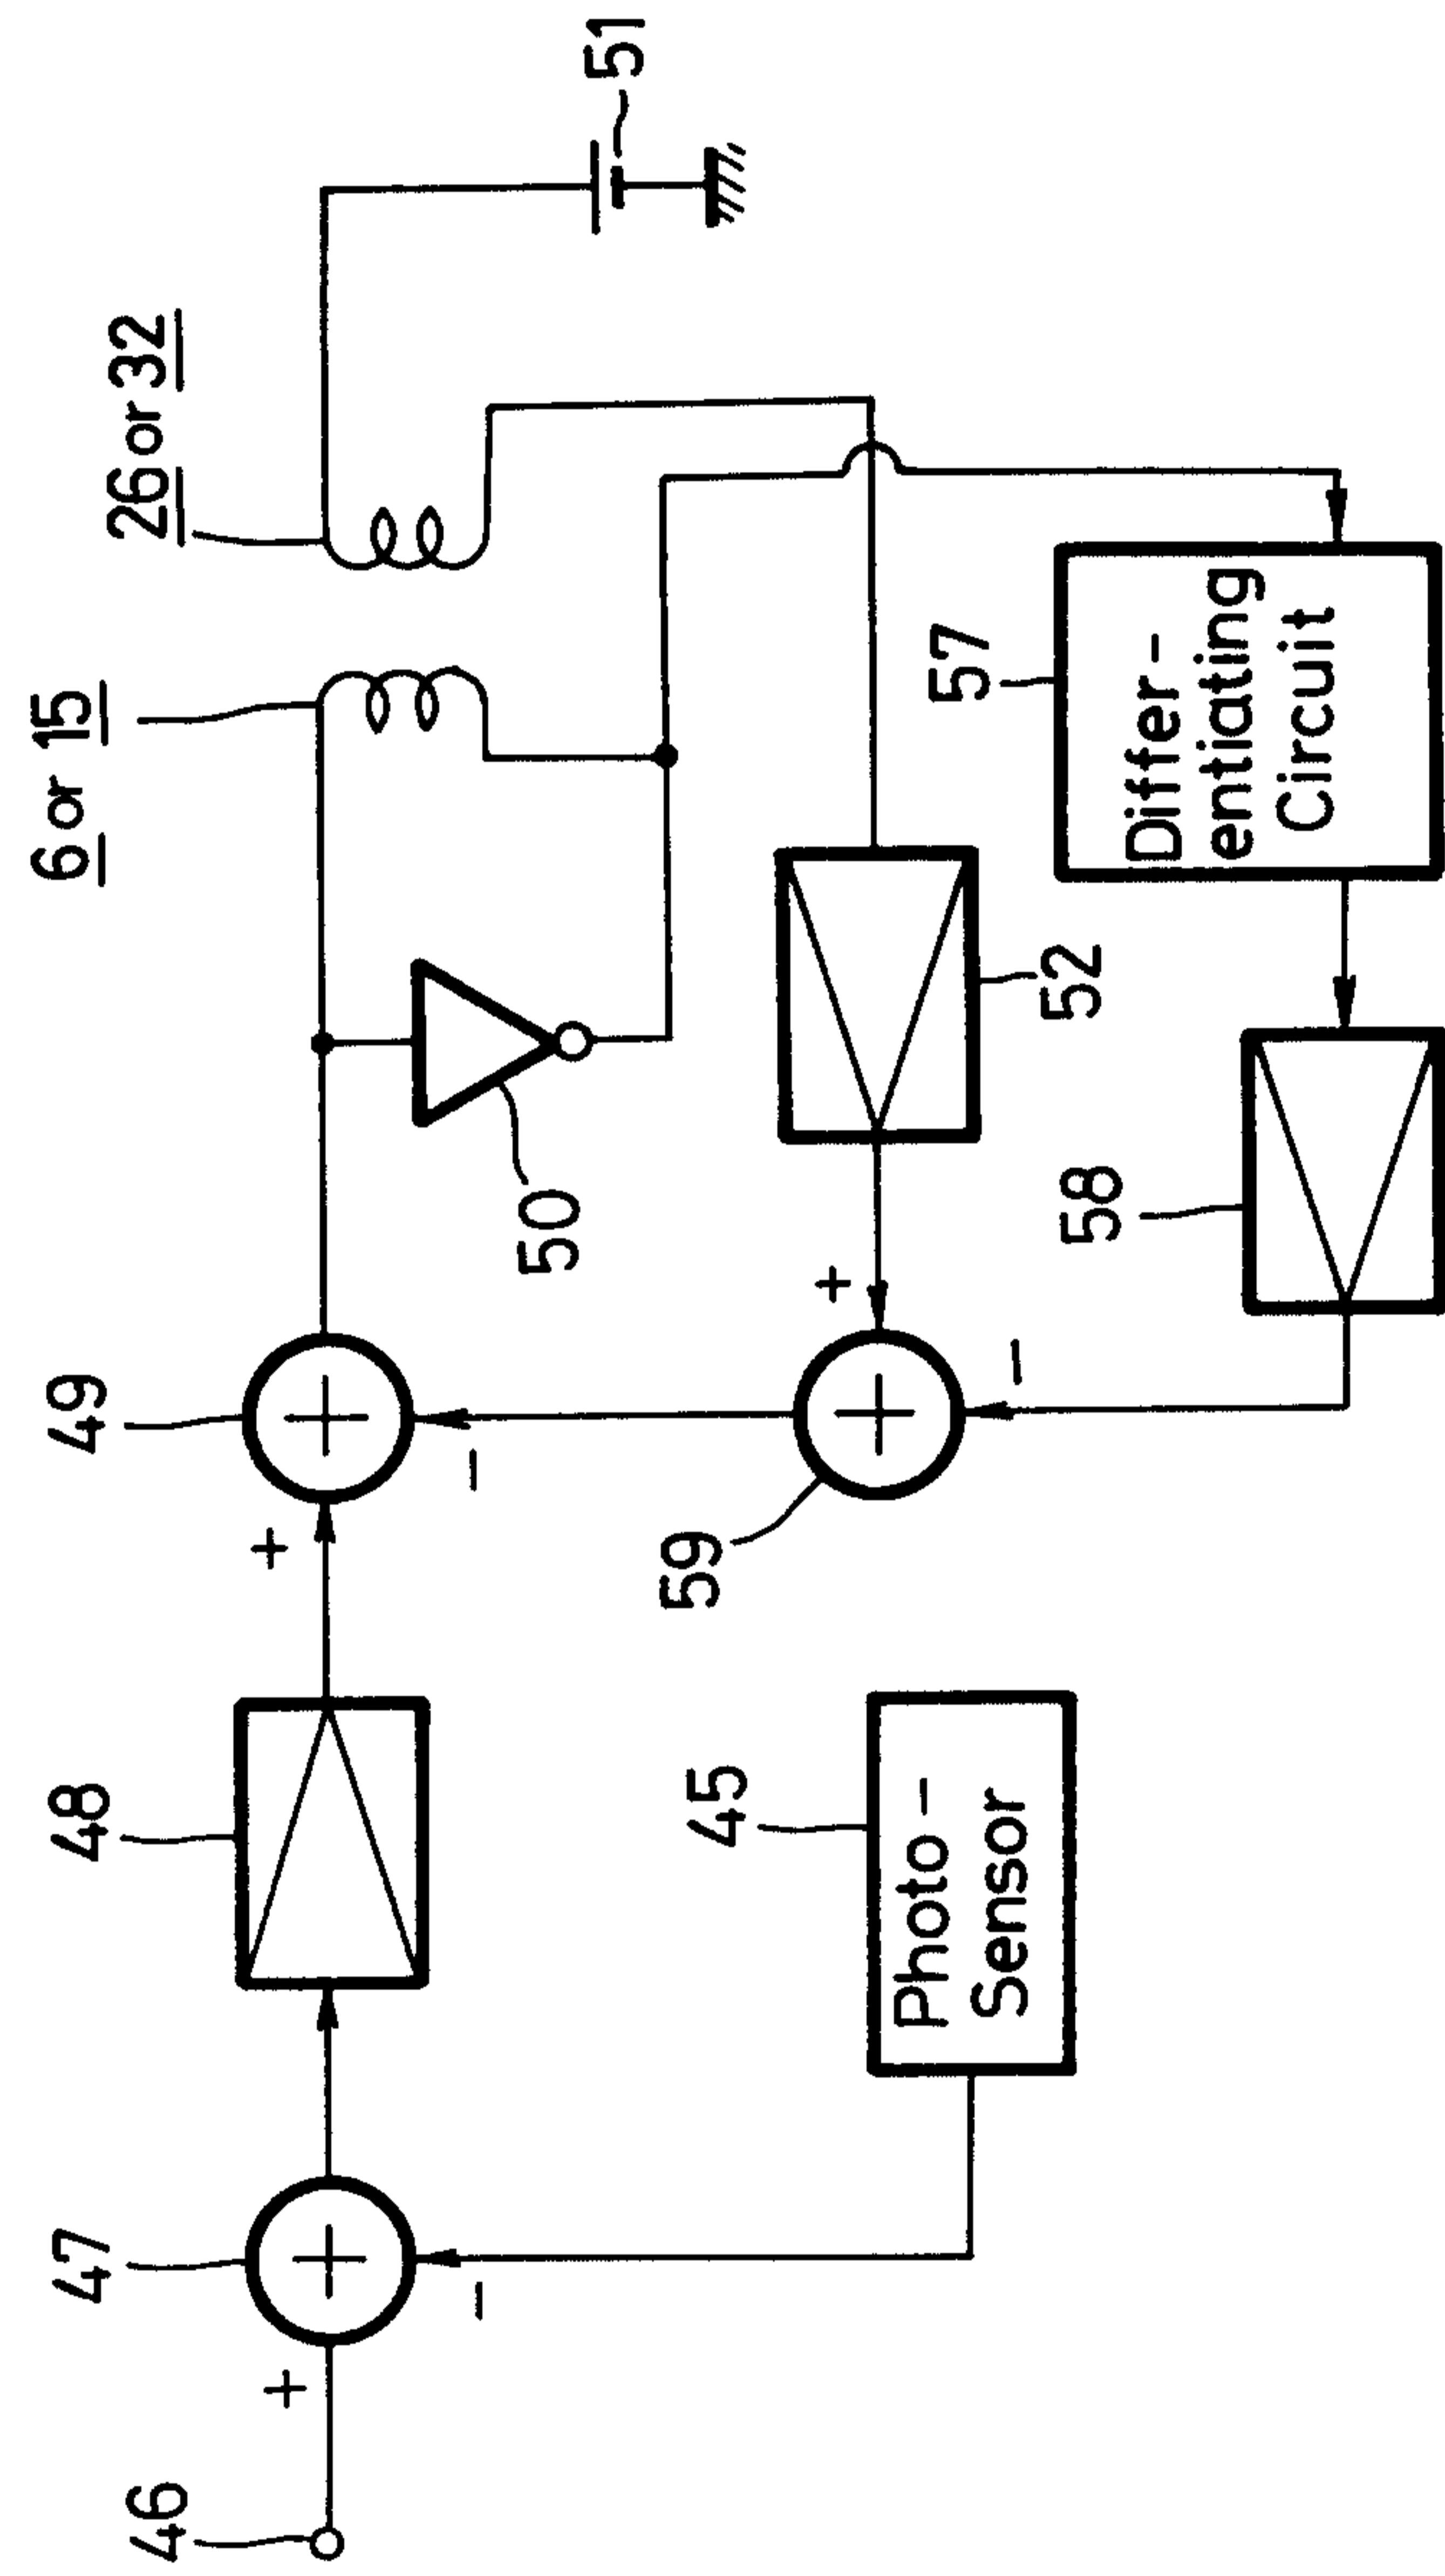 46
+
47
-
48
+
49
-
6 or 15
26 or 32
51
50
45
Photo-
Sensor
59
+
-
52
57
Differ-
entiating
Circuit
58